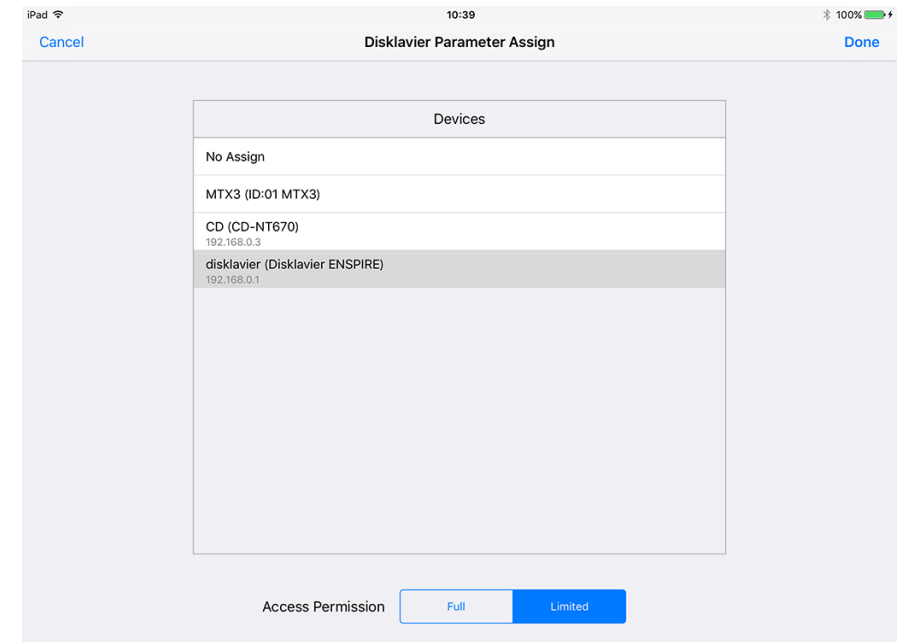 iPad 10:39 100%
Cancel Disklavier Parameter Assign Done
Devices
No Assign
MTX3 (ID:01 MTX3)
CD (CD-NT670)
192.168.0.3
disklavier (Disklavier ENSPIRE)
192.168.0.1
Access Permission Full Limited